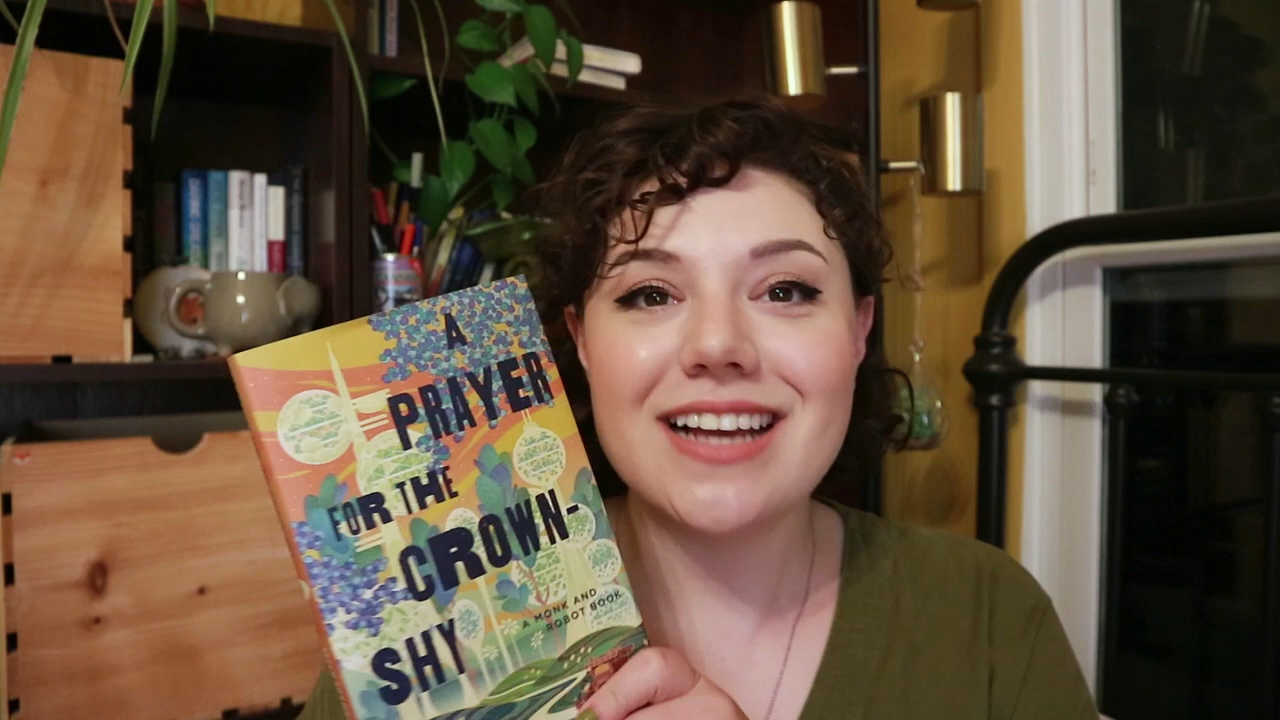 A
PRAYER
FOR THE
CROWN-
SHY
A MONK AND
ROBOT BOOK